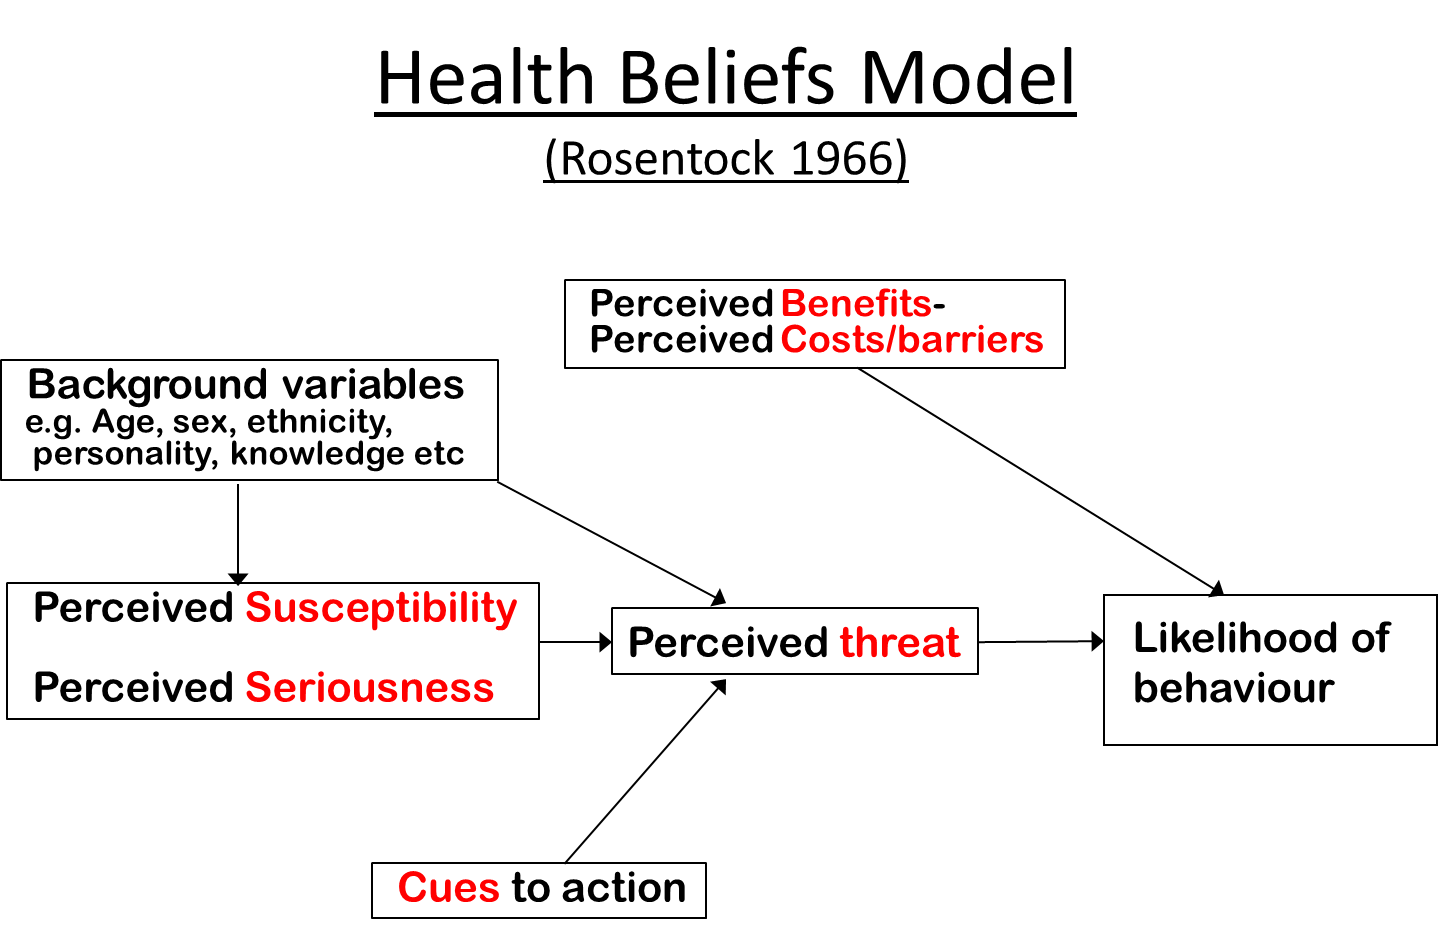 Health Beliefs Model
(Rosentock 1966)
Perceived Benefits-
Perceived Costs/barriers
Background variables
e.g. Age, sex, ethnicity,
personality, knowledge etc
Perceived Susceptibility
Perceived Seriousness
Perceived threat
Likelihood of
behaviour
Cues to action